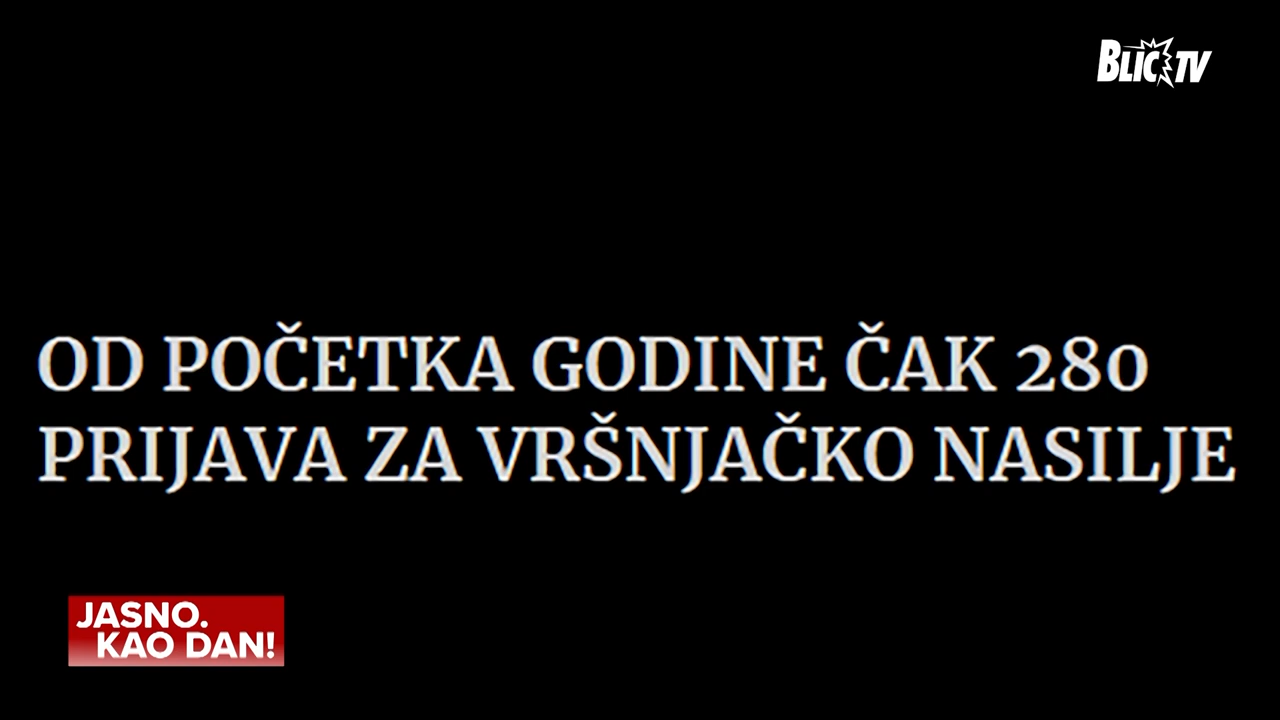 BLIC TV
OD POČETKA GODINE ČAK 280
PRIJAVA ZA VRŠNJAČKO NASILJE
JASNO.
KAO DAN!